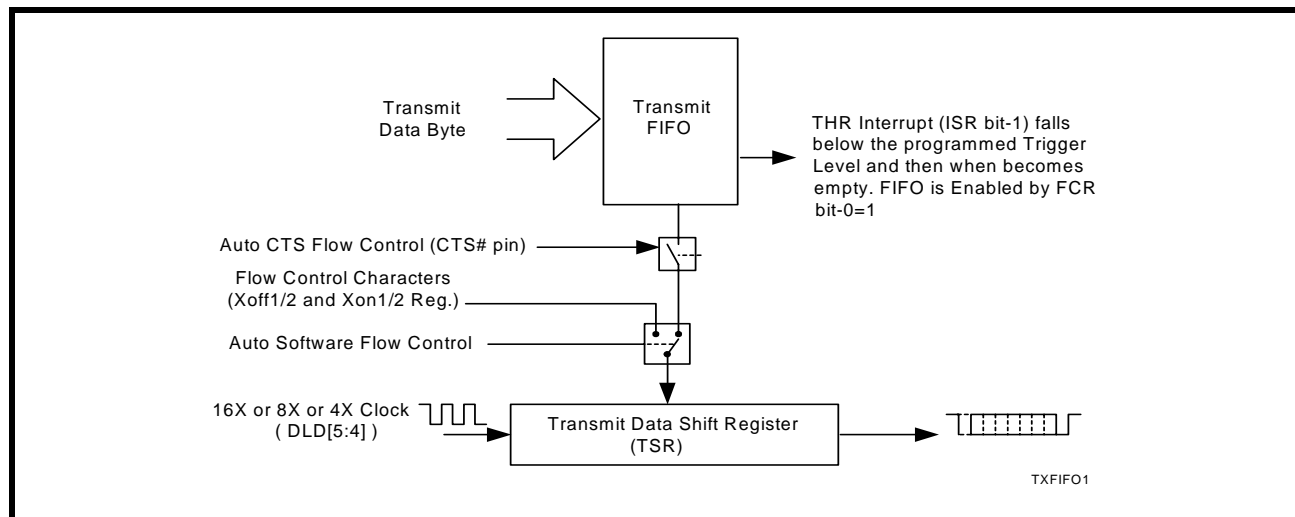 Transmit
Data Byte
Transmit
FIFO
THR Interrupt (ISR bit-1) falls
below the programmed Trigger
Level and then when becomes
empty. FIFO is Enabled by FCR
bit-0=1
Auto CTS Flow Control (CTS# pin)
Flow Control Characters
(Xoff1/2 and Xon1/2 Reg.)
Auto Software Flow Control
16X or 8X or 4X Clock
( DLD[5:4] )
Transmit Data Shift Register
(TSR)
TXFIFO1